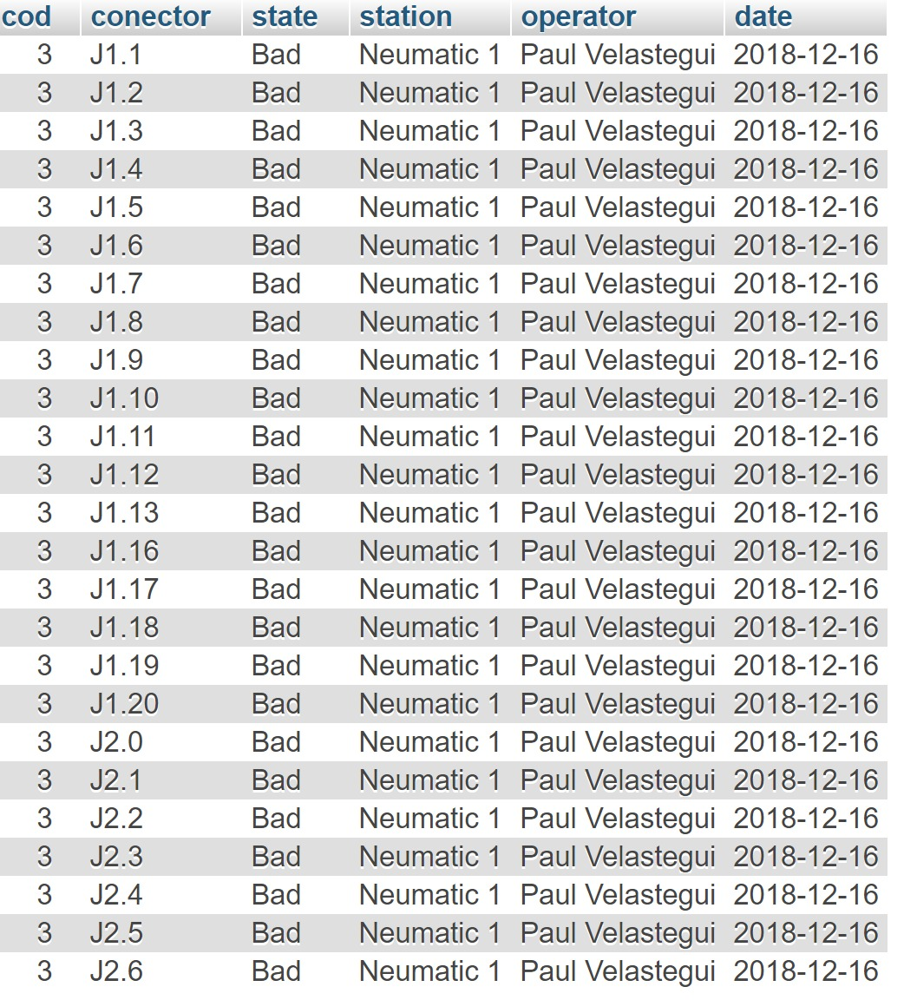 cod conector state station operator date
3 J1.1 Bad Neumatic 1 Paul Velastegui 2018-12-16
3 J1.2 Bad Neumatic 1 Paul Velastegui 2018-12-16
3 J1.3 Bad Neumatic 1 Paul Velastegui 2018-12-16
3 J1.4 Bad Neumatic 1 Paul Velastegui 2018-12-16
3 J1.5 Bad Neumatic 1 Paul Velastegui 2018-12-16
3 J1.6 Bad Neumatic 1 Paul Velastegui 2018-12-16
3 J1.7 Bad Neumatic 1 Paul Velastegui 2018-12-16
3 J1.8 Bad Neumatic 1 Paul Velastegui 2018-12-16
3 J1.9 Bad Neumatic 1 Paul Velastegui 2018-12-16
3 J1.10 Bad Neumatic 1 Paul Velastegui 2018-12-16
3 J1.11 Bad Neumatic 1 Paul Velastegui 2018-12-16
3 J1.12 Bad Neumatic 1 Paul Velastegui 2018-12-16
3 J1.13 Bad Neumatic 1 Paul Velastegui 2018-12-16
3 J1.16 Bad Neumatic 1 Paul Velastegui 2018-12-16
3 J1.17 Bad Neumatic 1 Paul Velastegui 2018-12-16
3 J1.18 Bad Neumatic 1 Paul Velastegui 2018-12-16
3 J1.19 Bad Neumatic 1 Paul Velastegui 2018-12-16
3 J1.20 Bad Neumatic 1 Paul Velastegui 2018-12-16
3 J2.0 Bad Neumatic 1 Paul Velastegui 2018-12-16
3 J2.1 Bad Neumatic 1 Paul Velastegui 2018-12-16
3 J2.2 Bad Neumatic 1 Paul Velastegui 2018-12-16
3 J2.3 Bad Neumatic 1 Paul Velastegui 2018-12-16
3 J2.4 Bad Neumatic 1 Paul Velastegui 2018-12-16
3 J2.5 Bad Neumatic 1 Paul Velastegui 2018-12-16
3 J2.6 Bad Neumatic 1 Paul Velastegui 2018-12-16